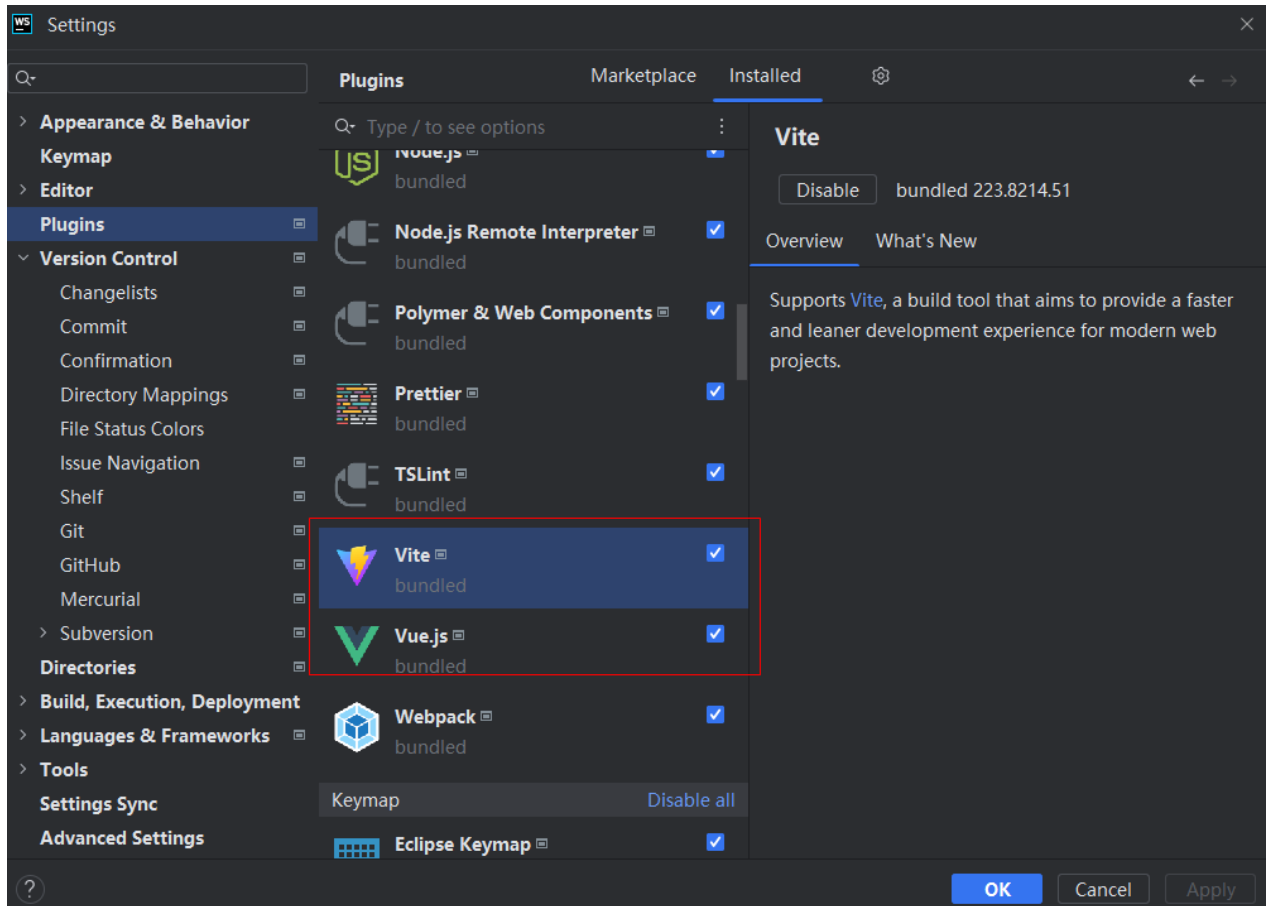 WS Settings
Appearance & Behavior
Keymap
Editor
Plugins
Version Control
Changelists
Commit
Confirmation
Directory Mappings
File Status Colors
Issue Navigation
Shelf
Git
GitHub
Mercurial
Subversion
Directories
Build, Execution, Deployment
Languages & Frameworks
Tools
Settings Sync
Advanced Settings
?
Plugins Marketplace Installed
Type / to see options
JS Node.js
bundled
Node.js Remote Interpreter
bundled
Polymer & Web Components
bundled
Prettier
bundled
TSLint
bundled
Vite
bundled
Vue.js
bundled
Webpack
bundled
Keymap Disable all
Eclipse Keymap
Vite
Disable bundled 223.8214.51
Overview What's New
Supports Vite, a build tool that aims to provide a faster
and leaner development experience for modern web
projects.
OK Cancel Apply